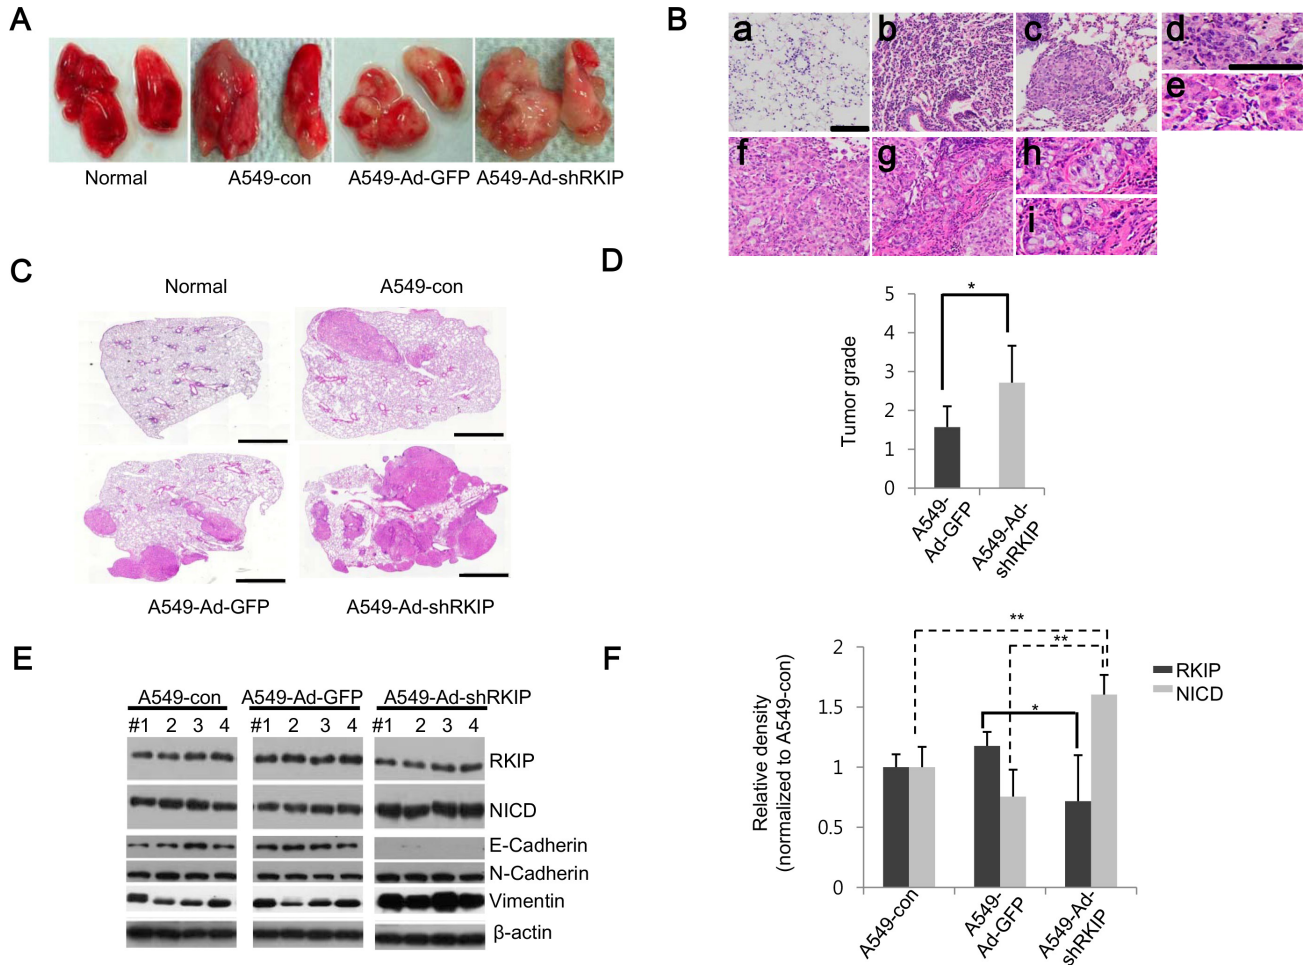 A
Normal
A549-con
A549-Ad-GFP
A549-Ad-shRKIP
B
a
b
c
d
e
f
g
h
i
C
Normal
A549-con
A549-Ad-GFP
A549-Ad-shRKIP
D
Tumor grade
5
4
3
2
1
0
*
A549-
Ad-GFP
A549-Ad-
shRKIP
E
A549-con
A549-Ad-GFP
A549-Ad-shRKIP
#1 2 3 4
#1 2 3 4
#1 2 3 4
RKIP
NICD
E-Cadherin
N-Cadherin
Vimentin
β-actin
F
Relative density
(normalized to A549-con)
2
1.5
1
0.5
0
**
**
*
RKIP
NICD
A549-con
A549-
Ad-GFP
A549-Ad-
shRKIP